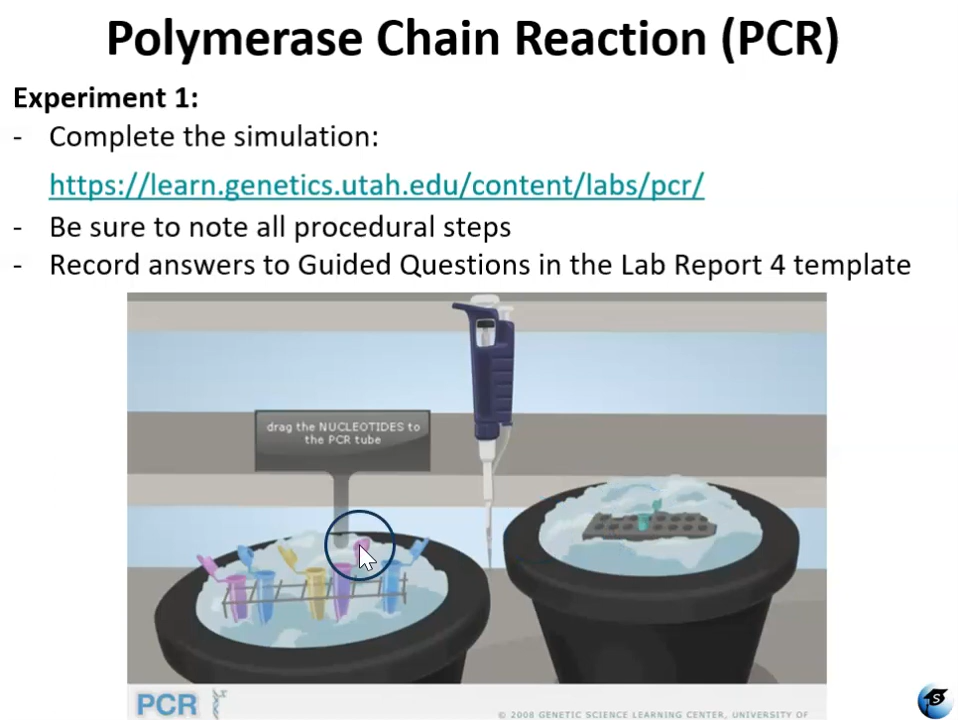 Polymerase Chain Reaction (PCR)
Experiment 1:
- Complete the simulation:
https://learn.genetics.utah.edu/content/labs/pcr/
- Be sure to note all procedural steps
- Record answers to Guided Questions in the Lab Report 4 template
drag the NUCLEOTIDES to
the PCR tube
PCR
© 2008 GENETIC SCIENCE LEARNING CENTER, UNIVERSITY OF
S